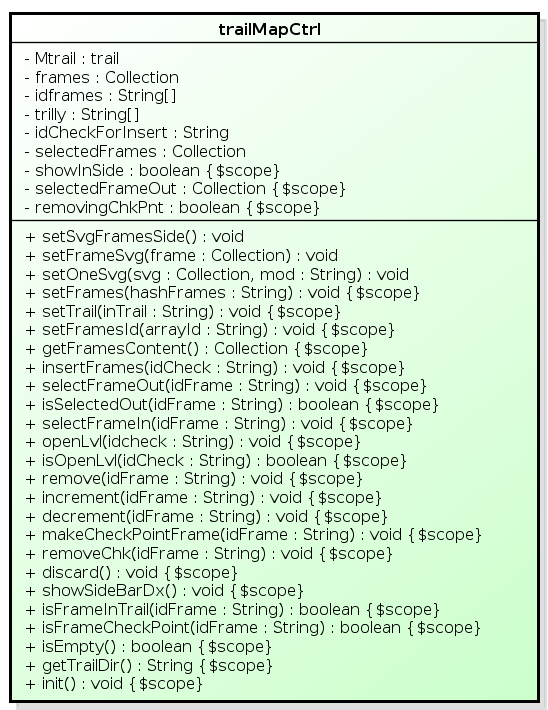 trailMapCtrl
- Mtrail : trail
- frames : Collection
- idframes : String[]
- trilly : String[]
- idCheckForInsert : String
- selectedFrames : Collection
- showInSide : boolean {$scope}
- selectedFrameOut : Collection {$scope}
- removingChkPnt : boolean {$scope}
+ setSvgFramesSide() : void
+ setFrameSvg(frame : Collection) : void
+ setOneSvg(svg : Collection, mod : String) : void
+ setFrames(hashFrames : String) : void {$scope}
+ setTrail(inTrail : String) : void {$scope}
+ setFramesId(arrayId : String) : void {$scope}
+ getFramesContent() : Collection {$scope}
+ insertFrames(idCheck : String) : void {$scope}
+ selectFrameOut(idFrame : String) : void {$scope}
+ isSelectedOut(idFrame : String) : boolean {$scope}
+ selectFrameIn(idFrame : String) : void {$scope}
+ openLvl(idcheck : String) : void {$scope}
+ isOpenLvl(idCheck : String) : boolean {$scope}
+ remove(idFrame : String) : void {$scope}
+ increment(idFrame : String) : void {$scope}
+ decrement(idFrame : String) : void {$scope}
+ makeCheckPointFrame(idFrame : String) : void {$scope}
+ removeChk(idFrame : String) : void {$scope}
+ discard() : void {$scope}
+ showSideBarDx() : void {$scope}
+ isFrameInTrail(idFrame : String) : boolean {$scope}
+ isFrameCheckPoint(idFrame : String) : boolean {$scope}
+ isEmpty() : boolean {$scope}
+ getTrailDir() : String {$scope}
+ init() : void {$scope}